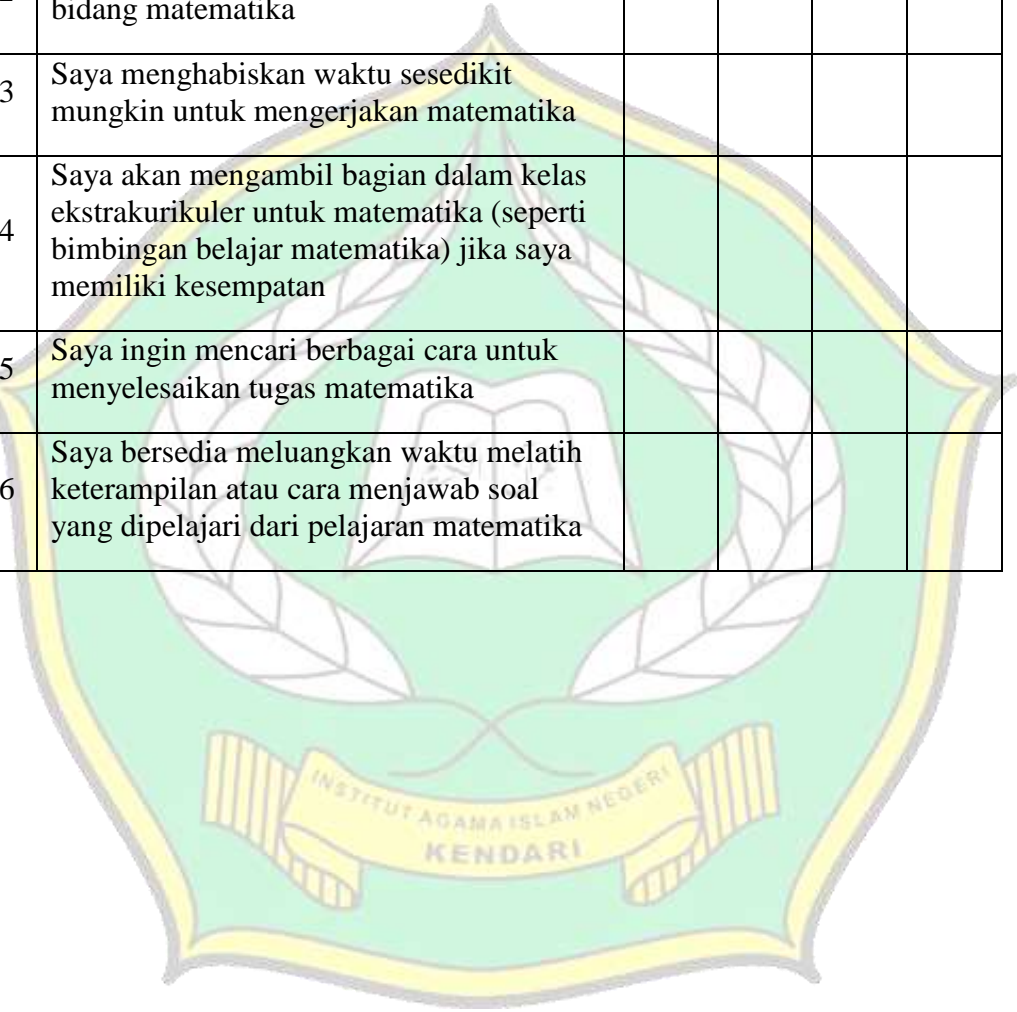 bidang matematika
3
Saya menghabiskan waktu sesedikit
mungkin untuk mengerjakan matematika
4
Saya akan mengambil bagian dalam kelas
ekstrakurikuler untuk matematika (seperti
bimbingan belajar matematika) jika saya
memiliki kesempatan
5
Saya ingin mencari berbagai cara untuk
menyelesaikan tugas matematika
6
Saya bersedia meluangkan waktu melatih
keterampilan atau cara menjawab soal
yang dipelajari dari pelajaran matematika
INSTITUT AGAMA ISLAM NEGERI
KENDARI